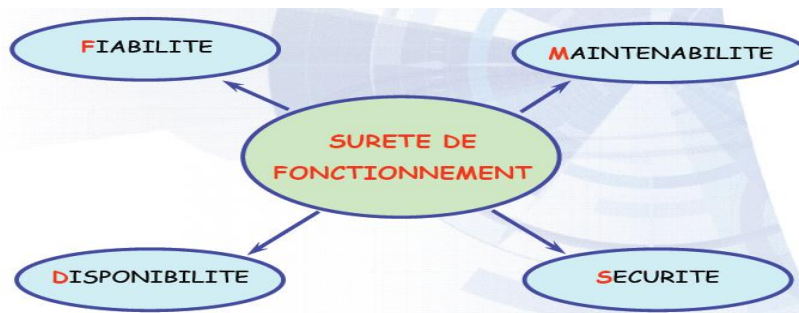 FIABILITE
MAINTENABILITE
SURETE DE
FONCTIONNEMENT
DISPONIBILITE
SECURITE